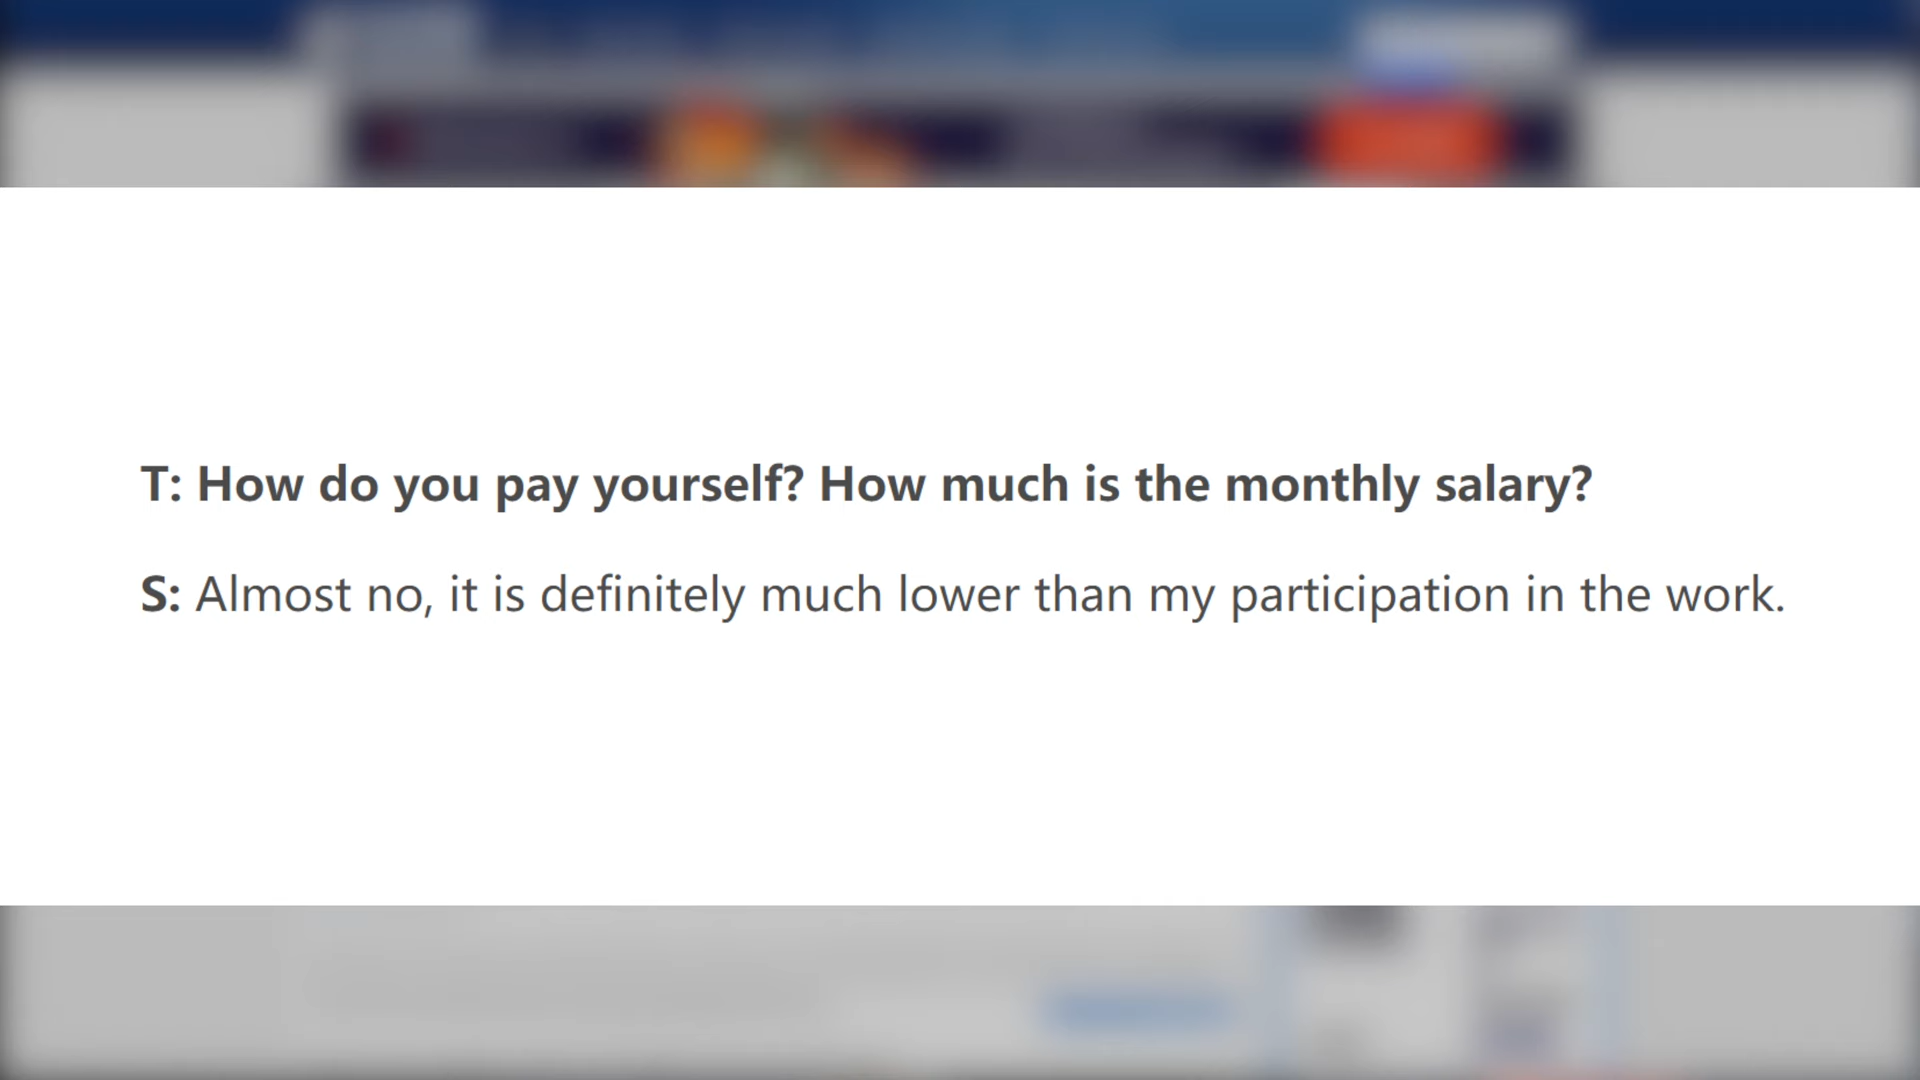 T: How do you pay yourself? How much is the monthly salary?
S: Almost no, it is definitely much lower than my participation in the work.